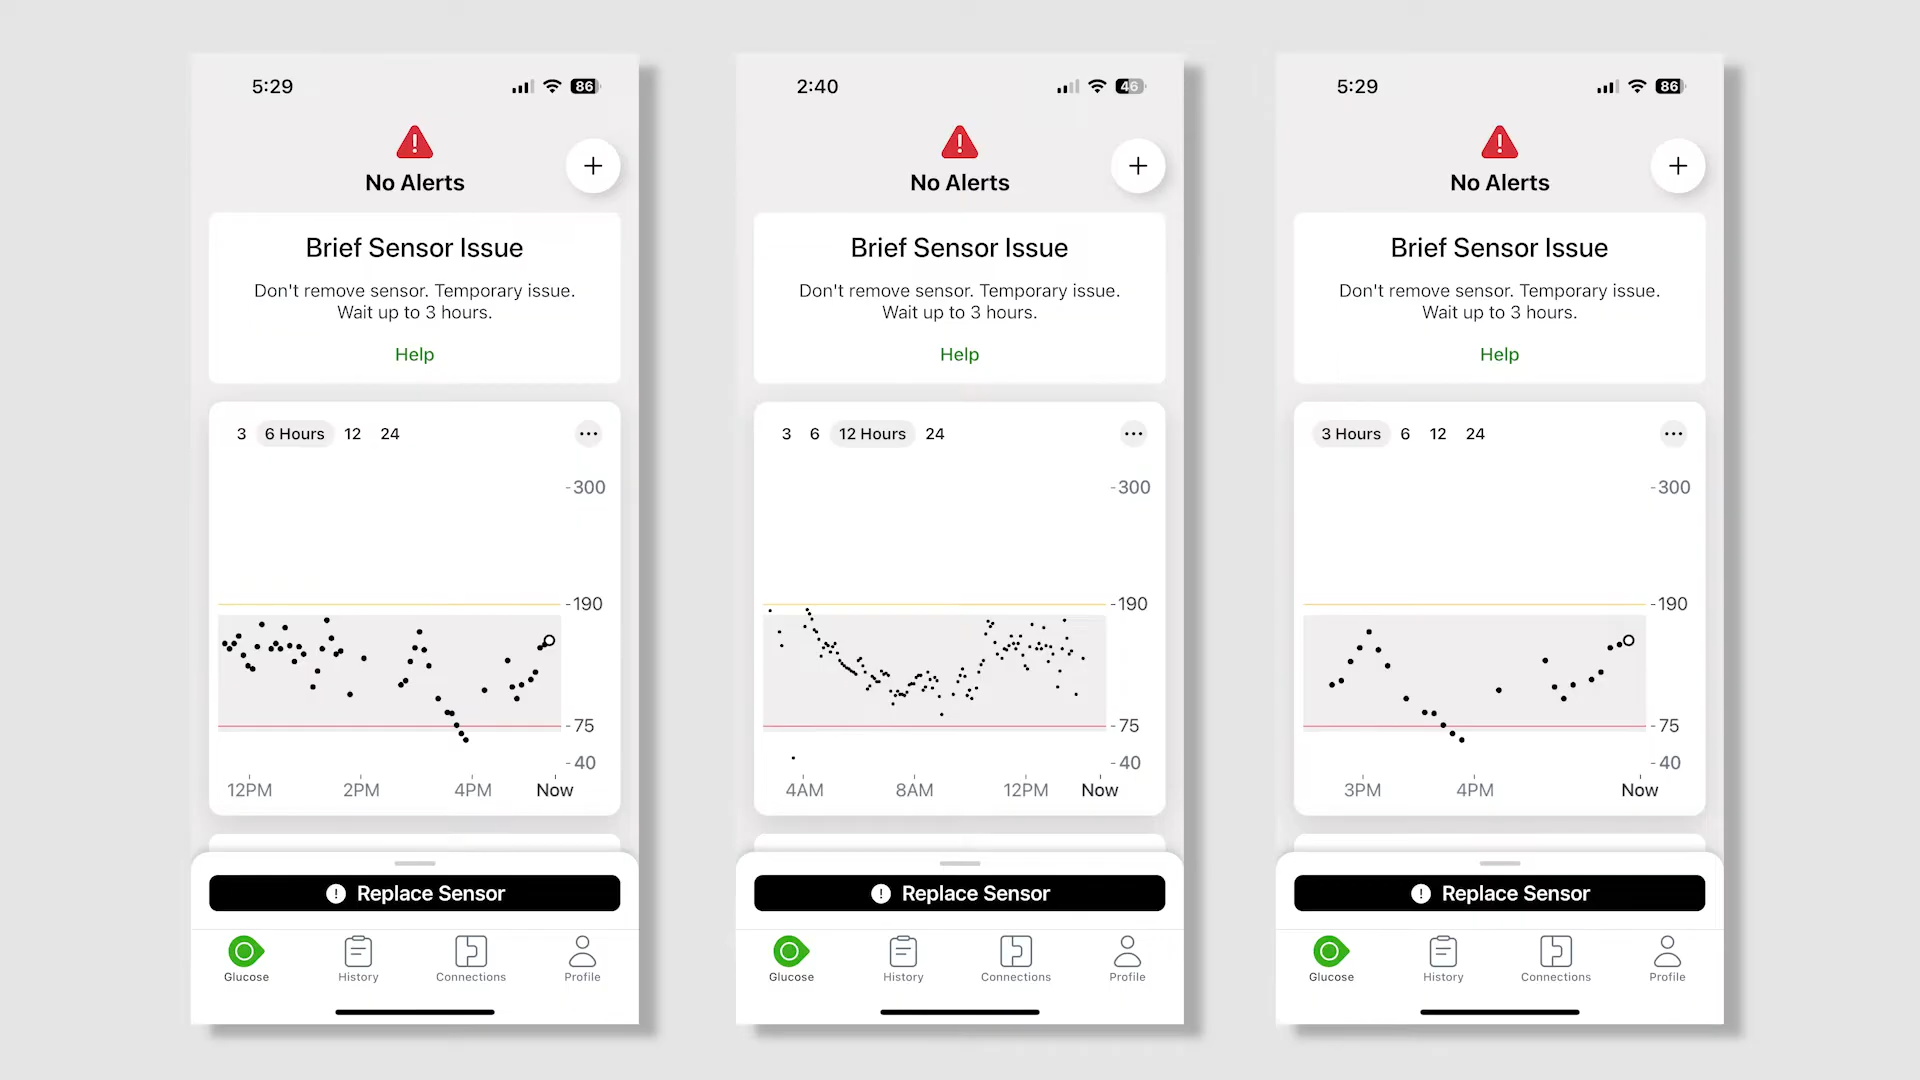 5:29
86
No Alerts
Brief Sensor Issue
Don't remove sensor. Temporary issue.
Wait up to 3 hours.
Help
3 6 Hours 12 24
300
190
75
40
12PM 2PM 4PM Now
Replace Sensor
Glucose History Connections Profile
2:40
46
No Alerts
Brief Sensor Issue
Don't remove sensor. Temporary issue.
Wait up to 3 hours.
Help
3 6 12 Hours 24
300
190
75
40
4AM 8AM 12PM Now
Replace Sensor
Glucose History Connections Profile
5:29
86
No Alerts
Brief Sensor Issue
Don't remove sensor. Temporary issue.
Wait up to 3 hours.
Help
3 Hours 6 12 24
300
190
75
40
3PM 4PM Now
Replace Sensor
Glucose History Connections Profile